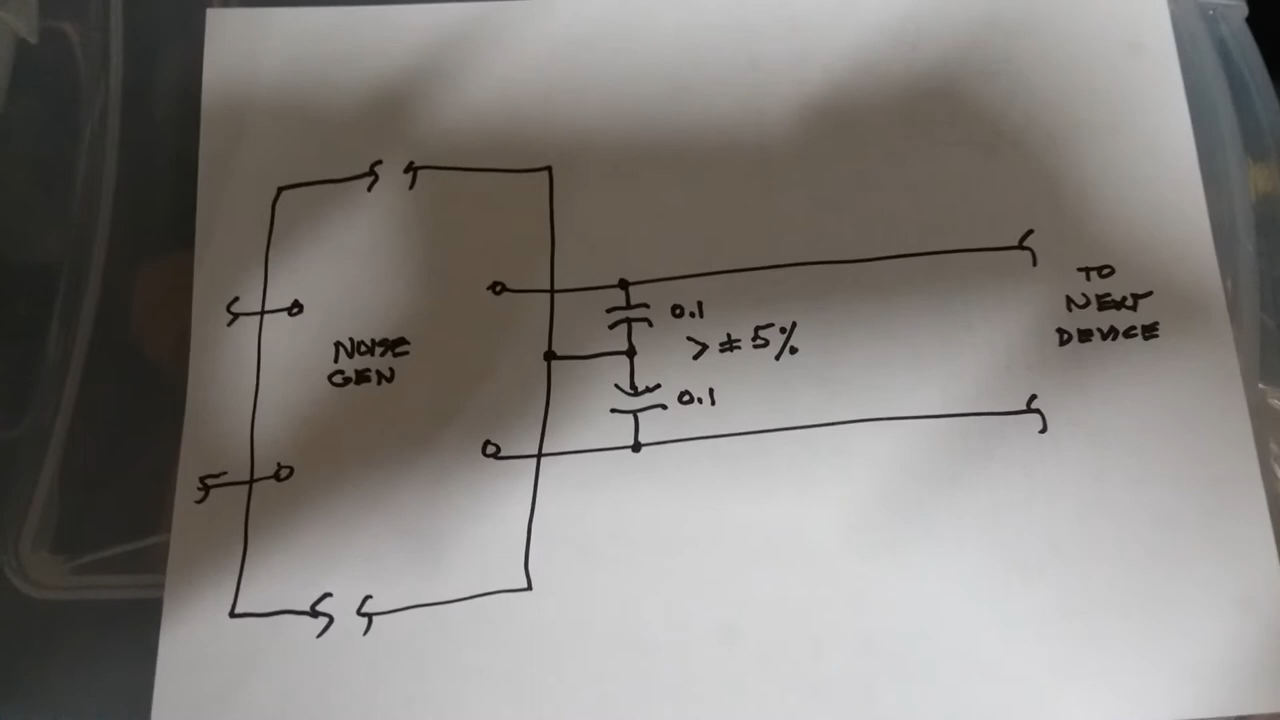 NOISE
GEN
0.1
> ± 5%
0.1
TO
NEXT
DEVICE